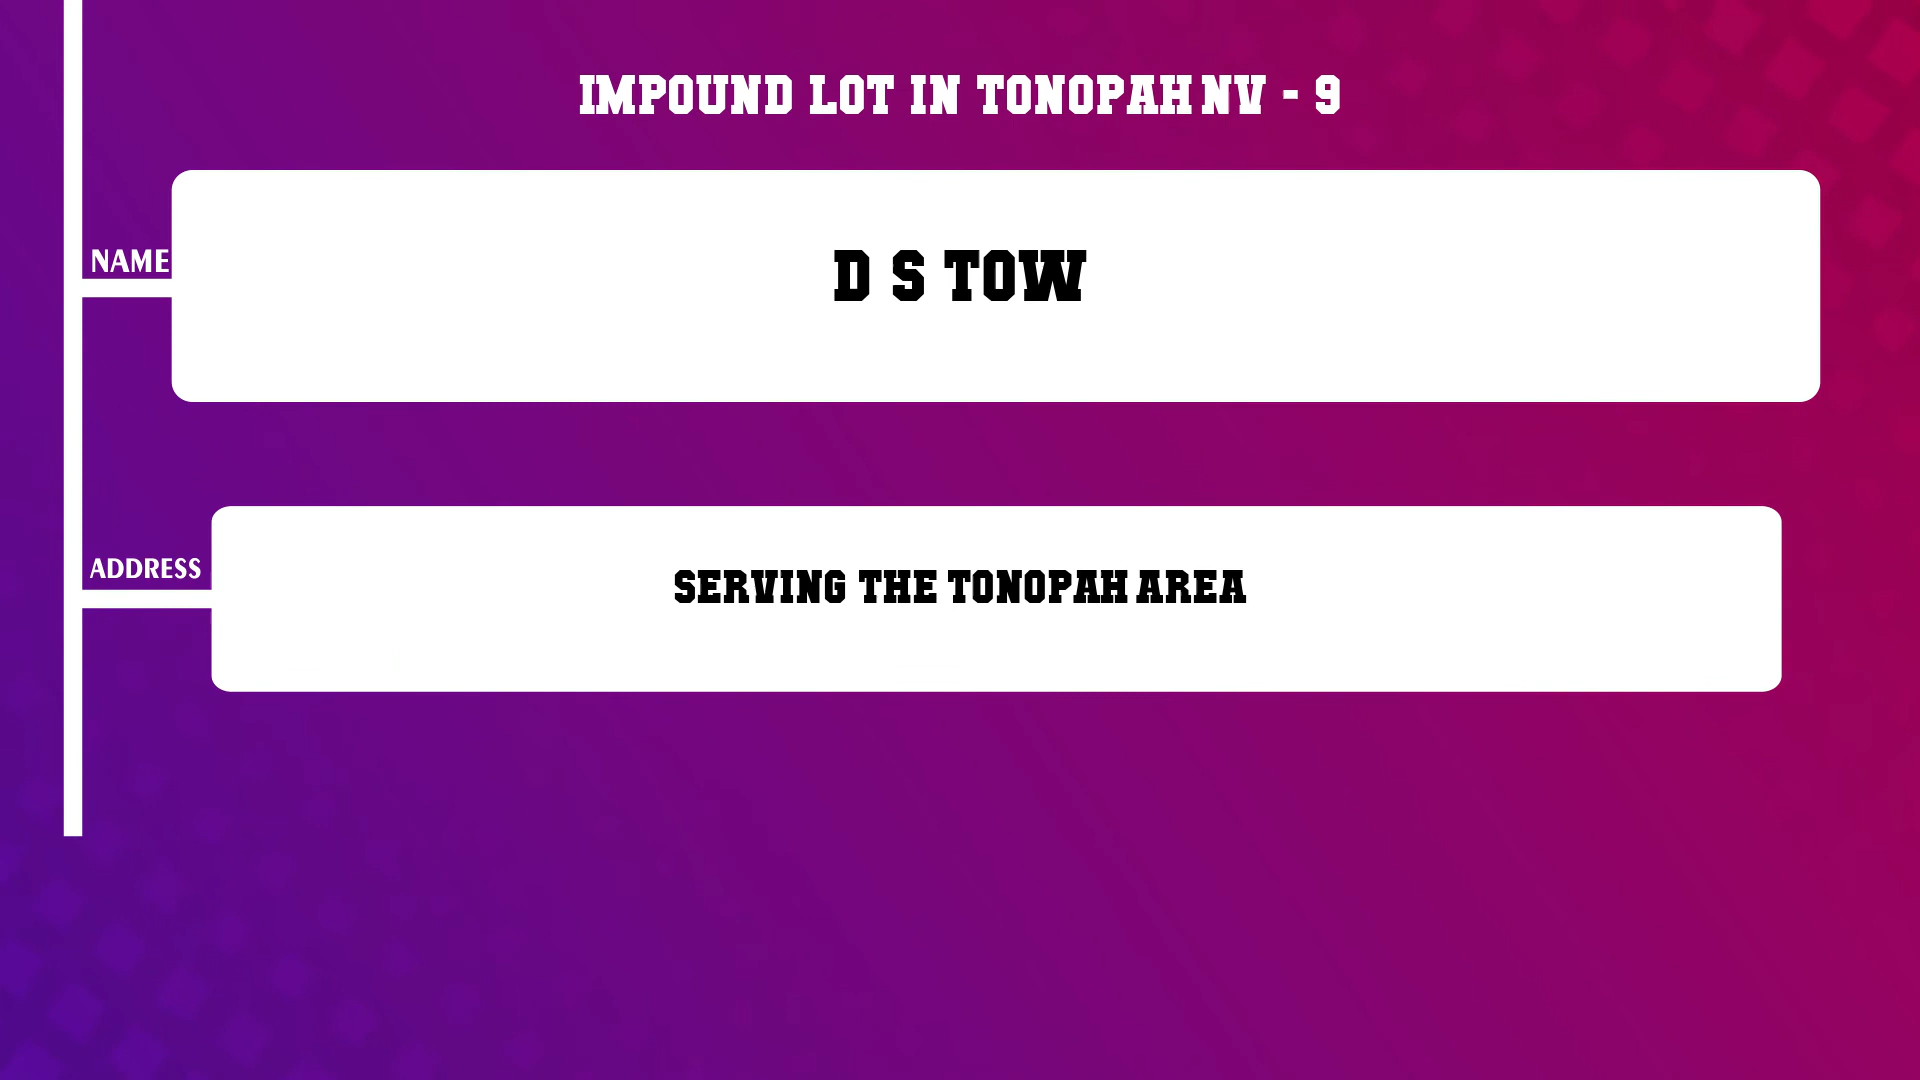 IMPOUND LOT IN TONOPAH NV - 9
NAME
D S TOW
ADDRESS
SERVING THE TONOPAH AREA